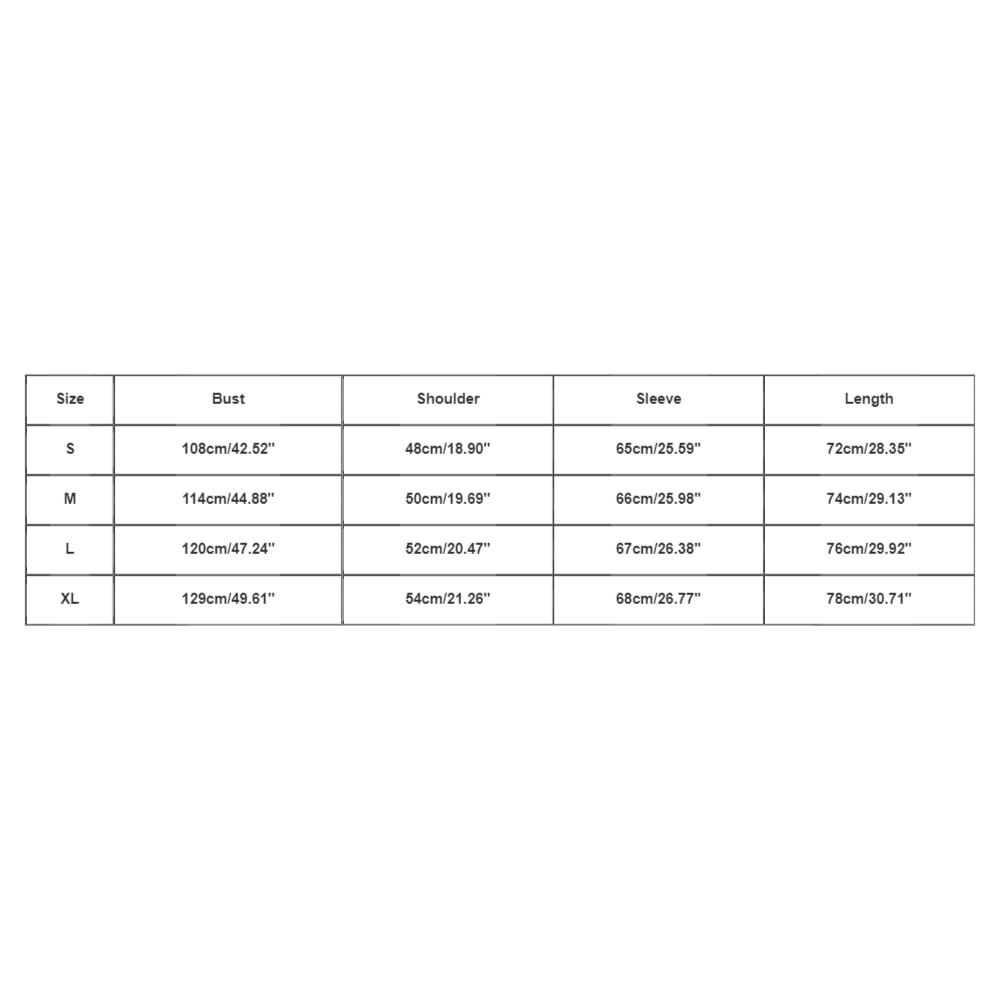 Size Bust Shoulder Sleeve Length
S 108cm/42.52" 48cm/18.90" 65cm/25.59" 72cm/28.35"
M 114cm/44.88" 50cm/19.69" 66cm/25.98" 74cm/29.13"
L 120cm/47.24" 52cm/20.47" 67cm/26.38" 76cm/29.92"
XL 129cm/49.61" 54cm/21.26" 68cm/26.77" 78cm/30.71"